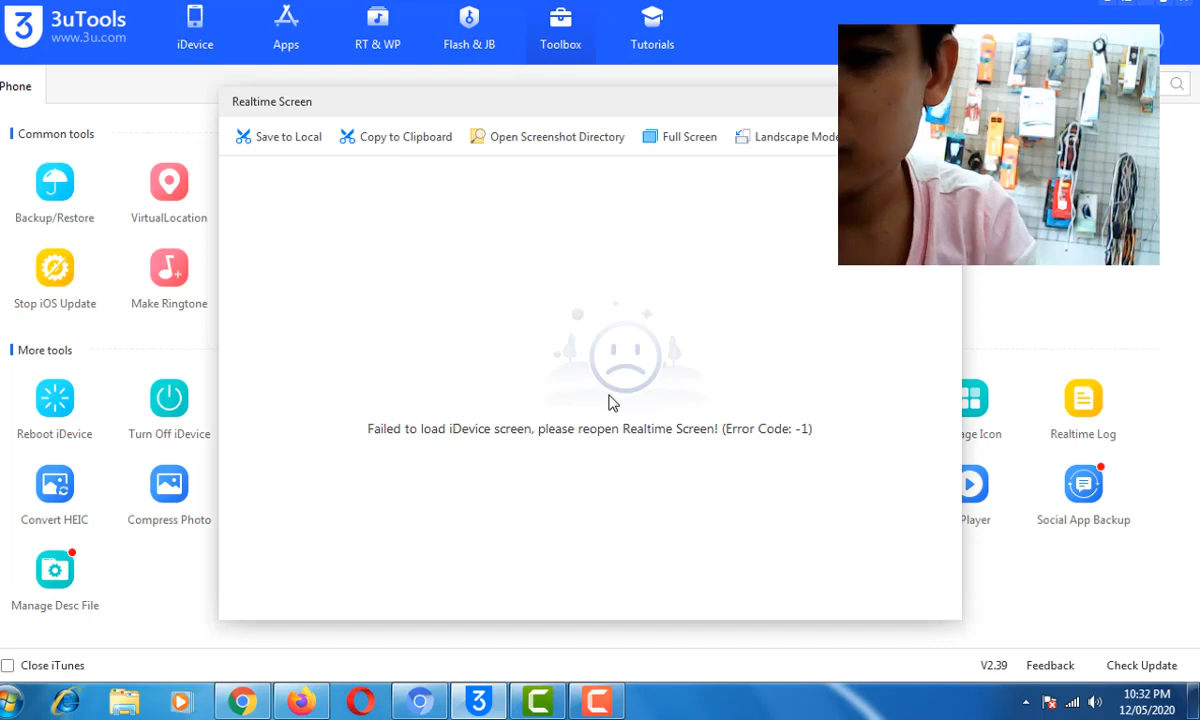 3uTools
www.3u.com
iDevice
Apps
RT & WP
Flash & JB
Toolbox
Tutorials
Phone
Realtime Screen
Save to Local
Copy to Clipboard
Open Screenshot Directory
Full Screen
Landscape Mode
Common tools
Backup/Restore
VirtualLocation
Stop iOS Update
Make Ringtone
More tools
Reboot iDevice
Turn Off iDevice
age Icon
Realtime Log
Convert HEIC
Compress Photo
Player
Social App Backup
Manage Desc File
Failed to load iDevice screen, please reopen Realtime Screen! (Error Code: -1)
Close iTunes
V2.39
Feedback
Check Update
10:32 PM
12/05/2020